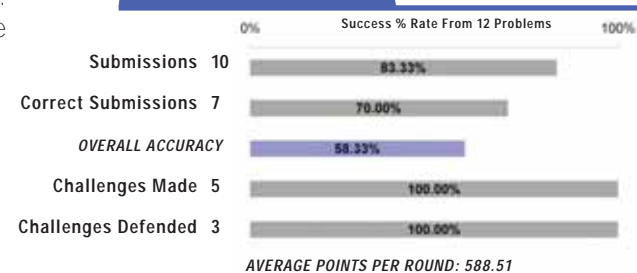 0% Success % Rate From 12 Problems 100%
Submissions 10 83.33%
Correct Submissions 7 70.00%
OVERALL ACCURACY 58.33%
Challenges Made 5 100.00%
Challenges Defended 3 100.00%
AVERAGE POINTS PER ROUND: 588.51